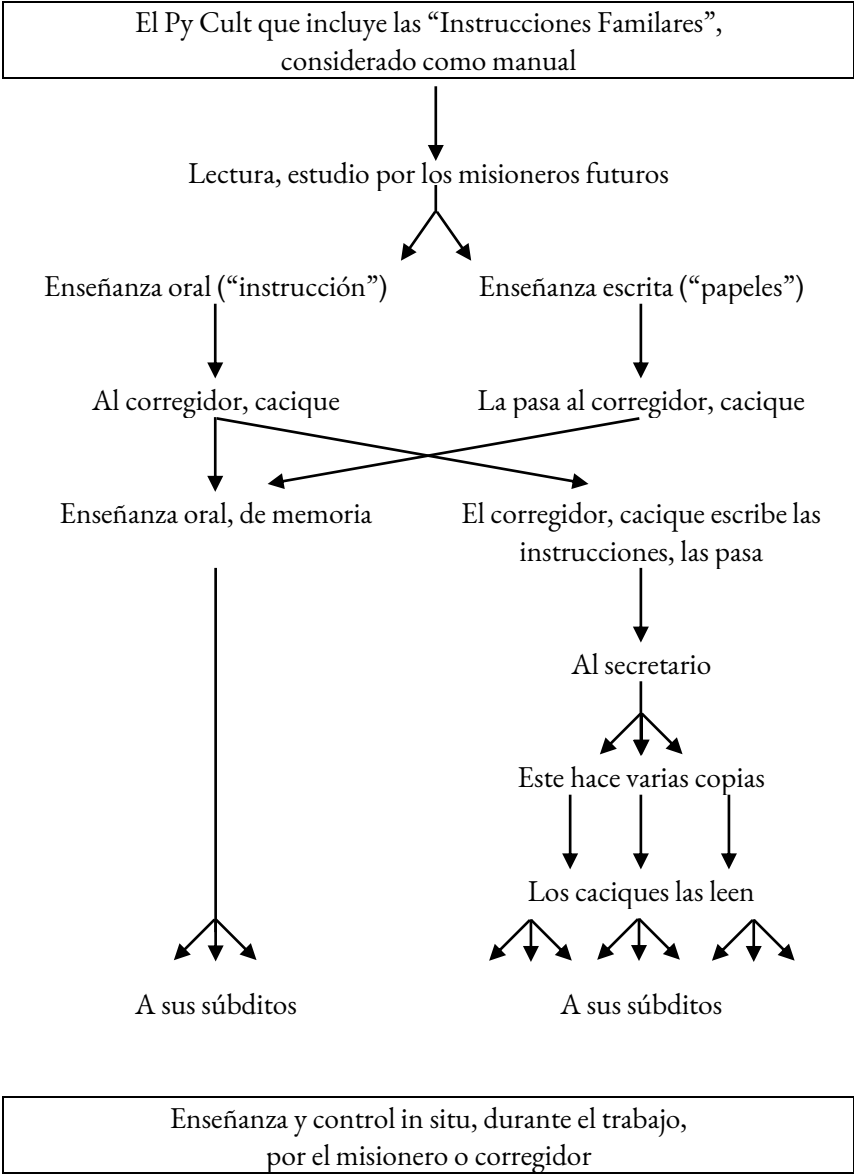 El Py Cult que incluye las “Instrucciones Familares”,
considerado como manual
Lectura, estudio por los misioneros futuros
Enseñanza oral (“instrucción”)
Enseñanza escrita (“papeles”)
Al corregidor, cacique
La pasa al corregidor, cacique
Enseñanza oral, de memoria
El corregidor, cacique escribe las
instrucciones, las pasa
Al secretario
Este hace varias copias
Los caciques las leen
A sus súbditos
A sus súbditos
Enseñanza y control in situ, durante el trabajo,
por el misionero o corregidor